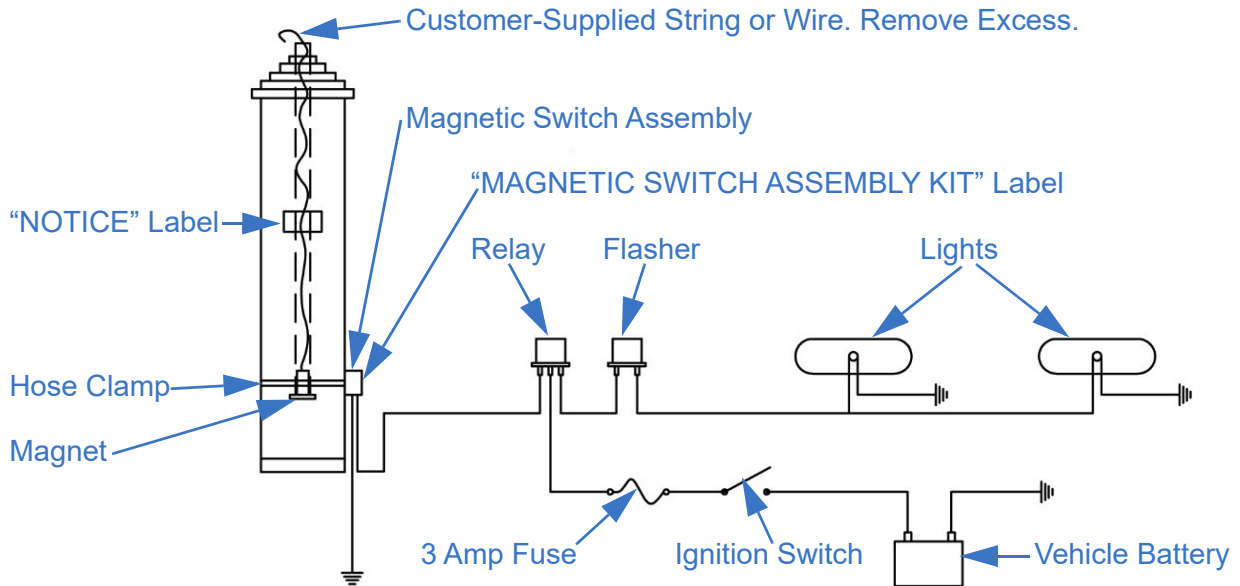 Customer-Supplied String or Wire. Remove Excess.
Magnetic Switch Assembly
“MAGNETIC SWITCH ASSEMBLY KIT” Label
“NOTICE” Label
Relay
Flasher
Lights
Hose Clamp
Magnet
3 Amp Fuse
Ignition Switch
Vehicle Battery